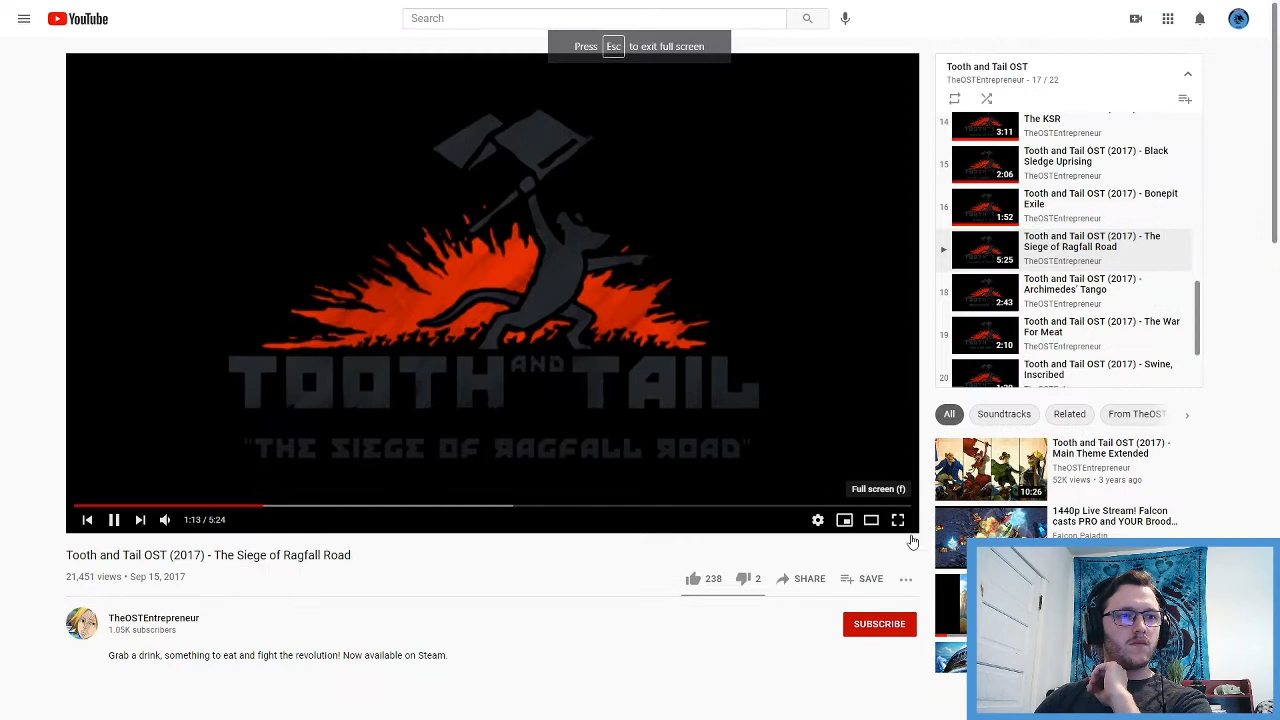 YouTube
Search
Press Esc to exit full screen
TOOTH AND TAIL
"THE SIEGE OF RAGFALL ROAD"
Full screen (f)
1:13 / 5:24
Tooth and Tail OST (2017) - The Siege of Ragfall Road
21,451 views • Sep 15, 2017
238
2
SHARE
SAVE
TheOSTEntrepreneur
1.05K subscribers
SUBSCRIBE
Grab a drink, something to eat and fight the revolution! Now available on Steam.
Tooth and Tail OST
TheOSTEntrepreneur - 17 / 22
14
3:11
The KSR
TheOSTEntrepreneur
15
2:06
Tooth and Tail OST (2017) - Black
Sledge Uprising
TheOSTEntrepreneur
16
1:52
Tooth and Tail OST (2017) - Bonepit
Exile
TheOSTEntrepreneur
5:25
Tooth and Tail OST (2017) - The
Siege of Ragfall Road
TheOSTEntrepreneur
18
2:43
Tooth and Tail OST (2017) -
Archimedes' Tango
TheOSTEntrepreneur
19
2:10
Tooth and Tail OST (2017) - The War
For Meat
TheOSTEntrepreneur
20
Tooth and Tail OST (2017) - Swine,
Inscribed
All
Soundtracks
Related
From TheOST
10:26
Tooth and Tail OST (2017) -
Main Theme Extended
TheOSTEntrepreneur
52K views • 3 years ago
1440p Live Stream! Falcon
casts PRO and YOUR Brood...
Falcon Paladin